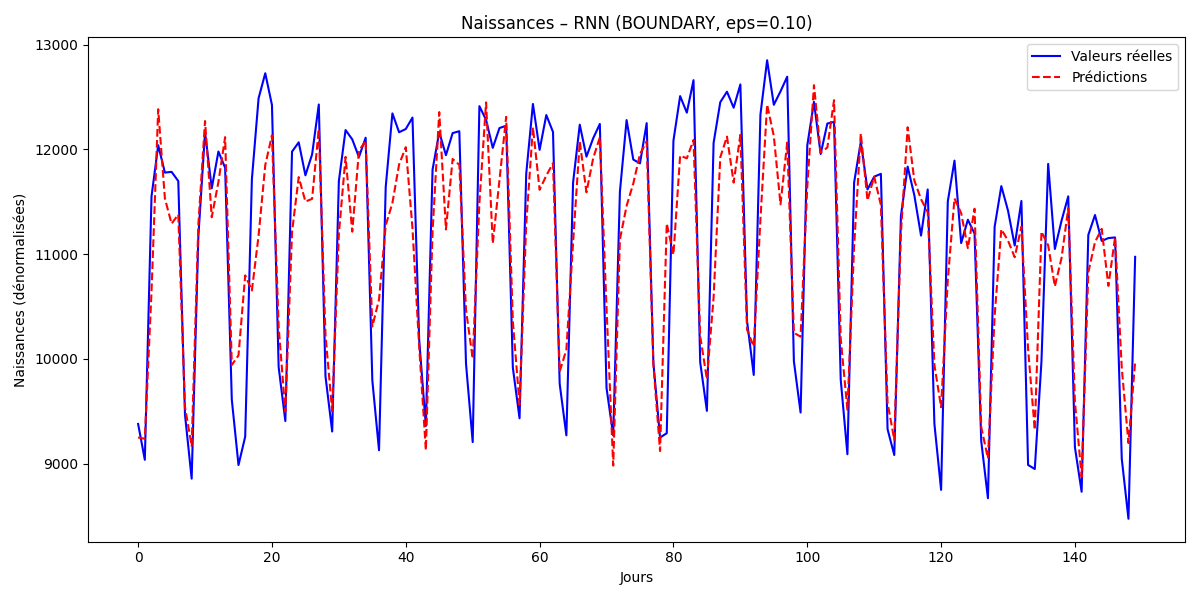 Naissances – RNN (BOUNDARY, eps=0.10)
Valeurs réelles
Prédictions
Naissances (dénormalisées)
13000
12000
11000
10000
9000
0 20 40 60 80 100 120 140
Jours